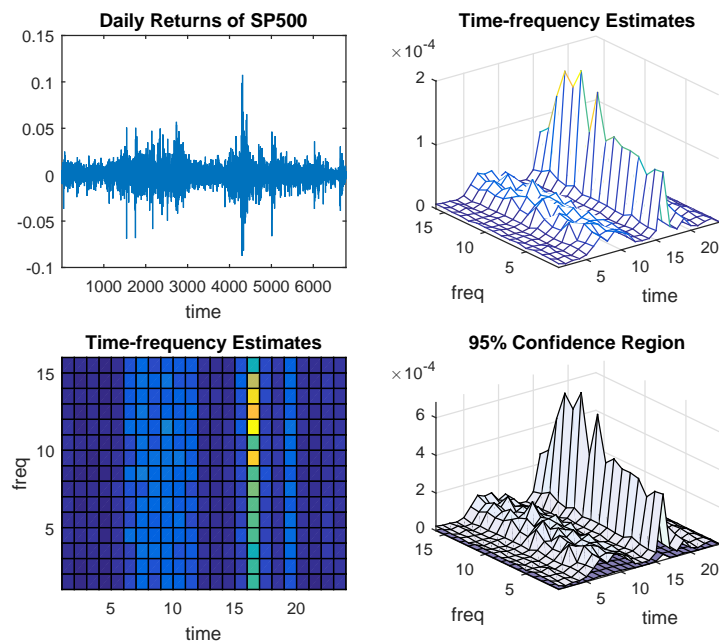 Daily Returns of SP500
0.15
0.1
0.05
0
-0.05
-0.1
1000 2000 3000 4000 5000 6000
time
Time-frequency Estimates
×10⁻⁴
2
1
0
15
10
5
freq
5
10
15
20
time
Time-frequency Estimates
15
10
5
freq
5 10 15 20
time
95% Confidence Region
×10⁻⁴
6
4
2
0
15
10
5
freq
5
10
15
20
time